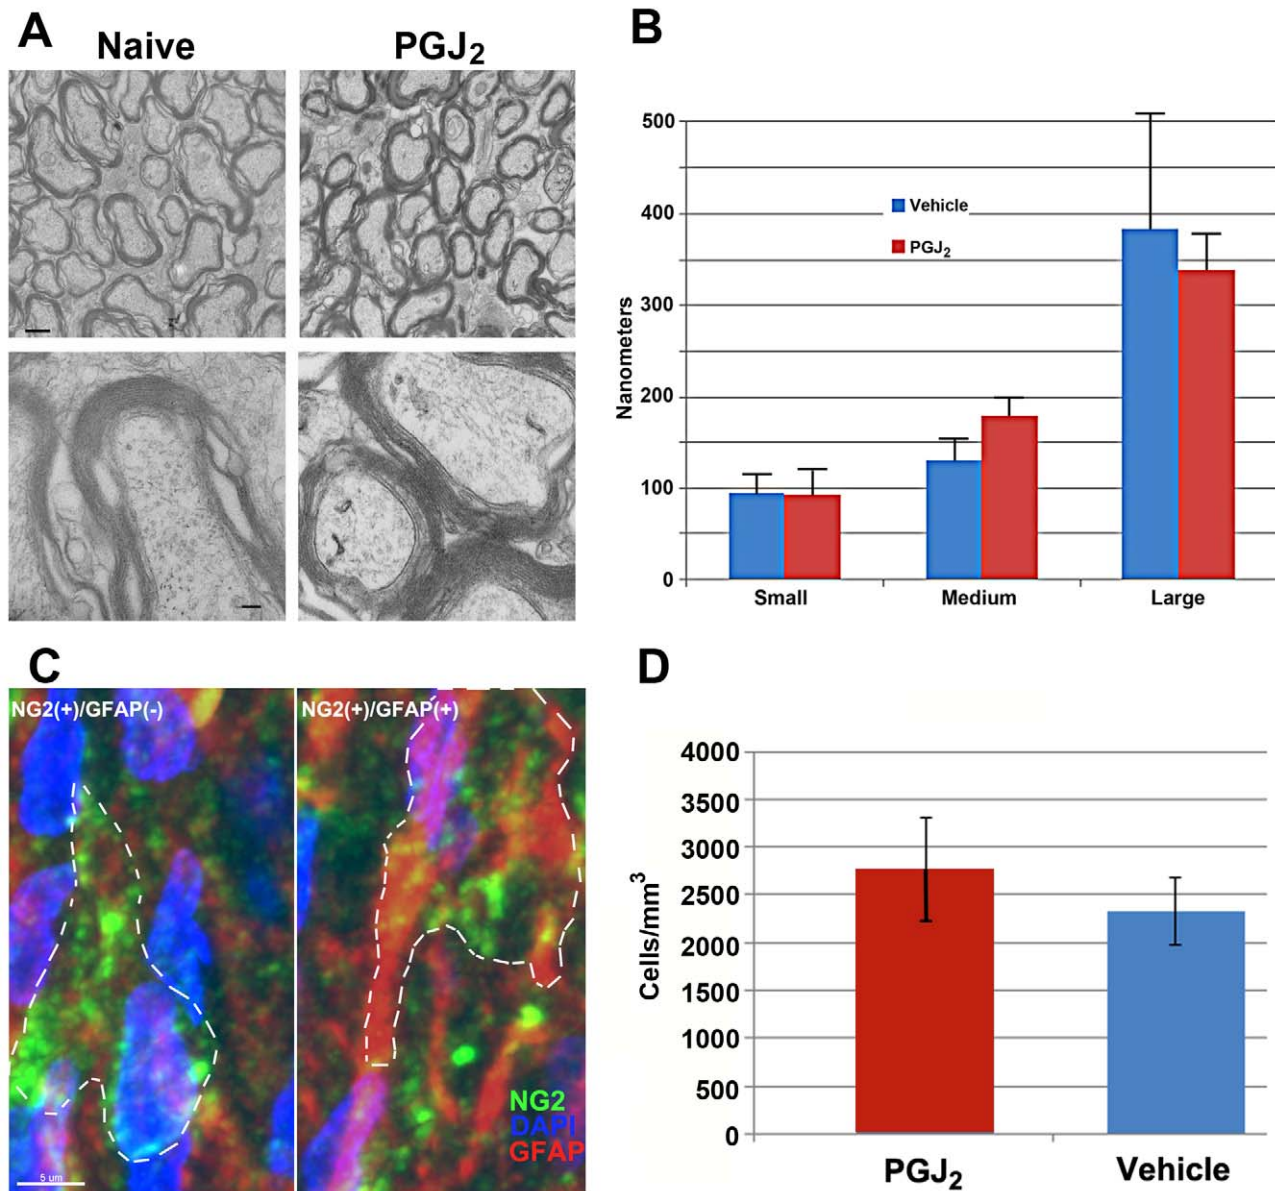 A
Naive
PGJ₂
B
500
400
300
200
100
0
Nanometers
Vehicle
PGJ₂
Small
Medium
Large
C
NG2(+)/GFAP(-)
NG2(+)/GFAP(+)
NG2
DAPI
GFAP
5 um
D
4000
3500
3000
2500
2000
1500
1000
500
0
Cells/mm³
PGJ₂
Vehicle